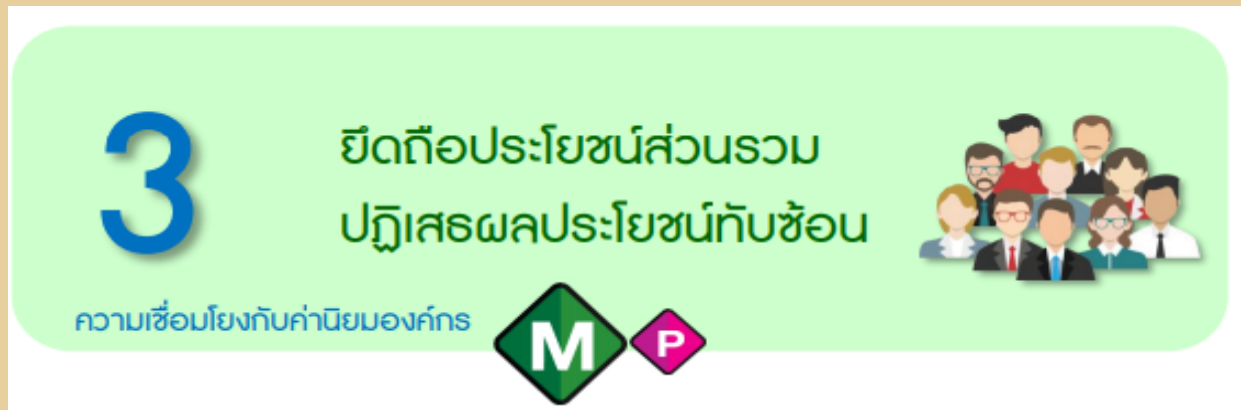 3
ยึดถือประโยชน์ส่วนรวม
ปฏิเสธผลประโยชน์ทับซ้อน
ความเชื่อมโยงกับค่านิยมองค์กร
M P